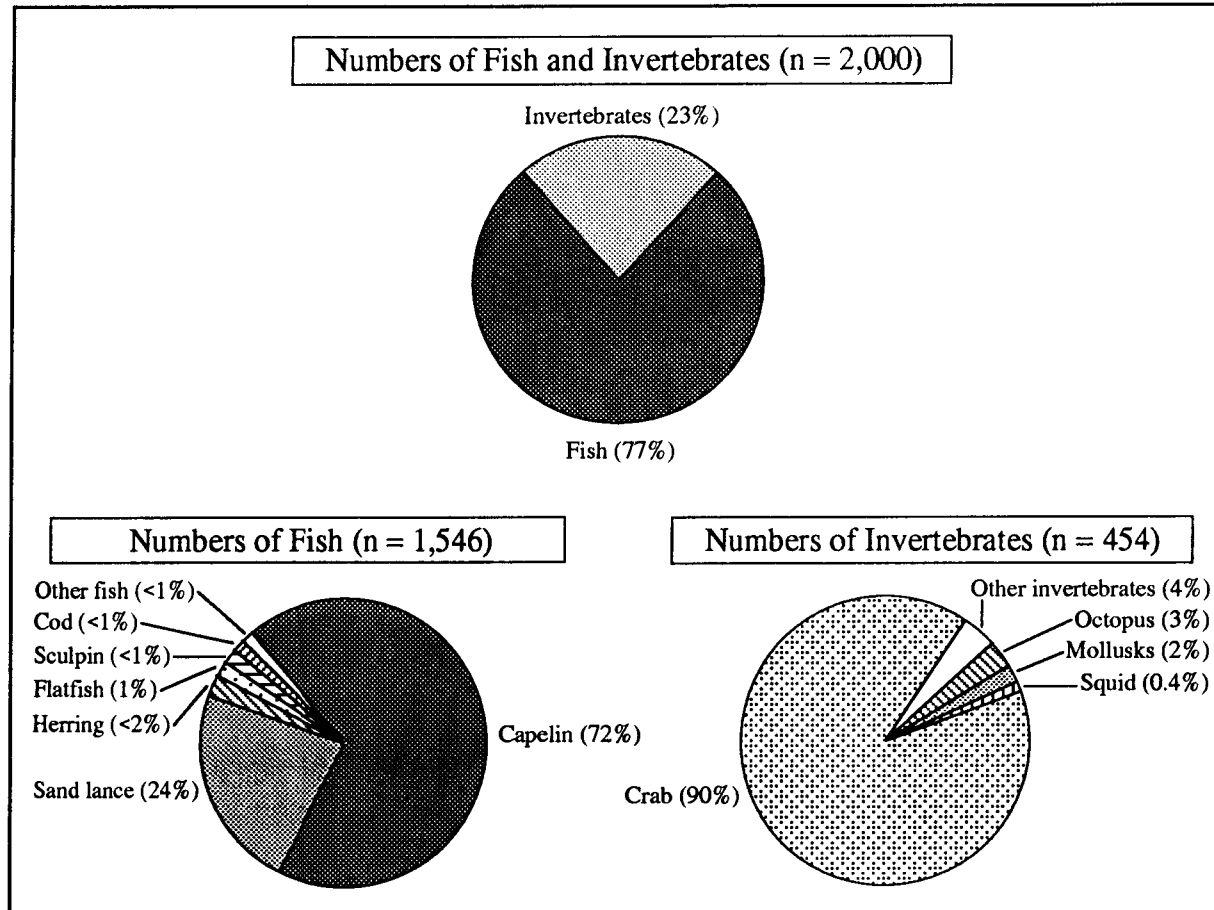 Numbers of Fish and Invertebrates (n = 2,000)
Invertebrates (23%)
Fish (77%)
Numbers of Fish (n = 1,546)
Other fish (<1%)
Cod (<1%)
Sculpin (<1%)
Flatfish (1%)
Herring (<2%)
Sand lance (24%)
Capelin (72%)
Numbers of Invertebrates (n = 454)
Other invertebrates (4%)
Octopus (3%)
Mollusks (2%)
Squid (0.4%)
Crab (90%)